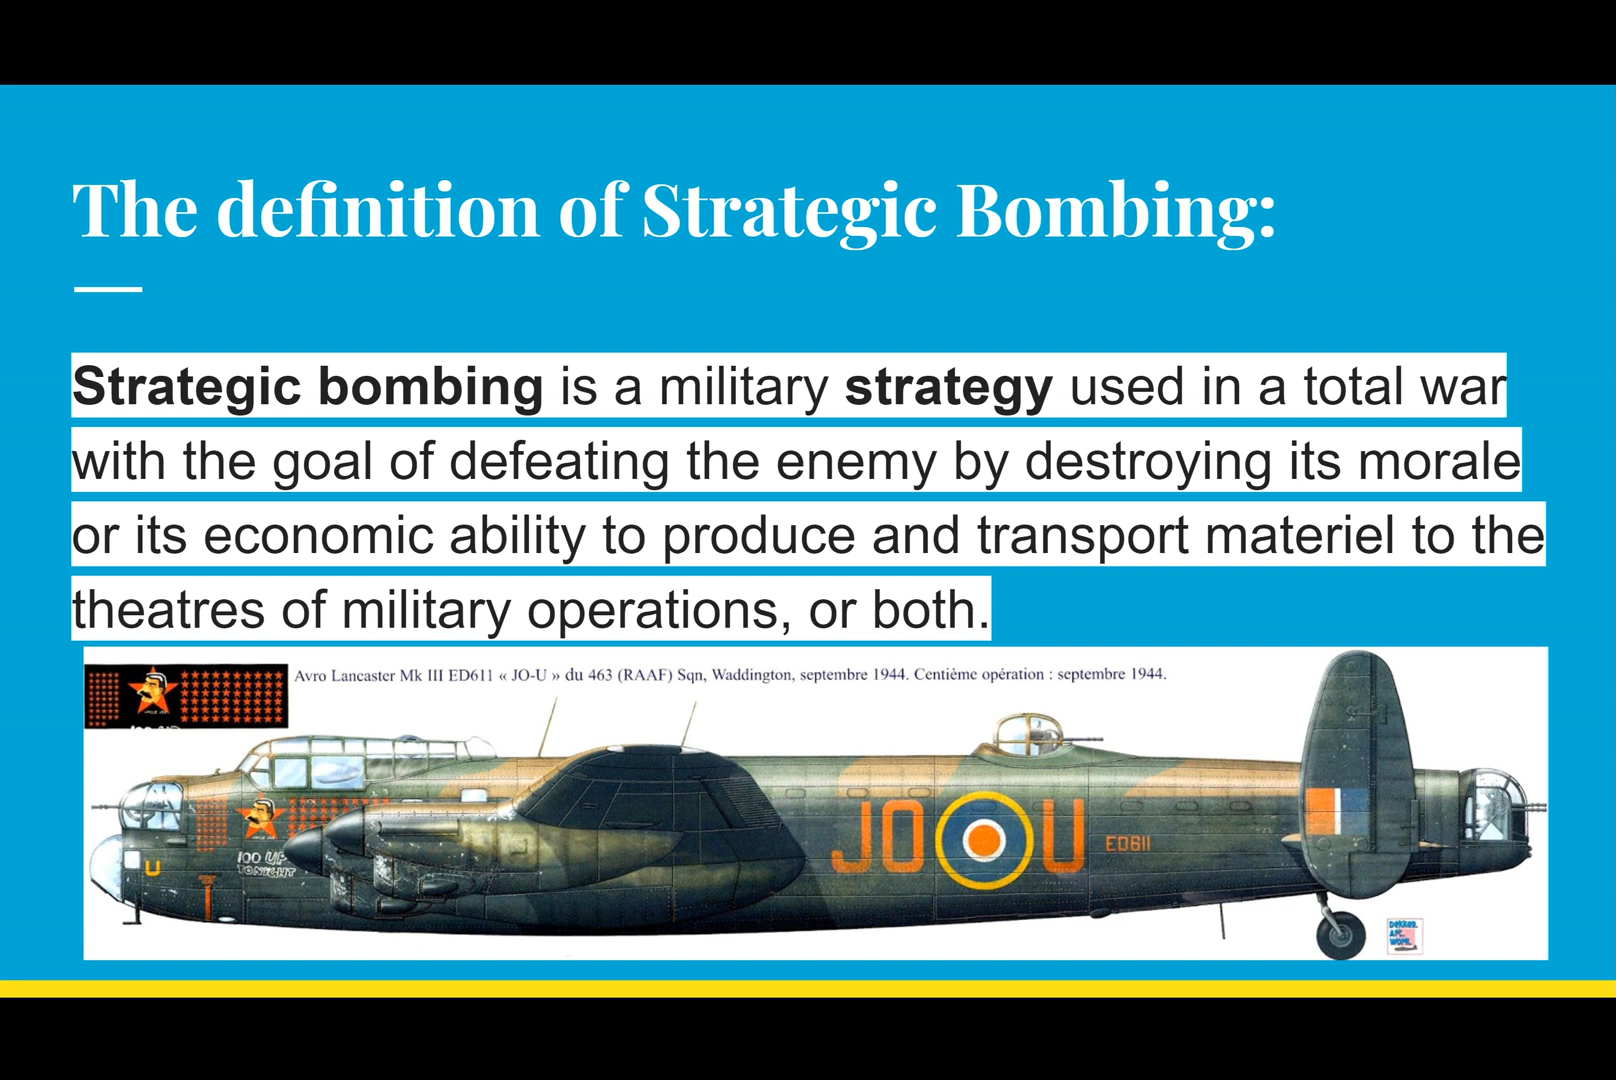 The definition of Strategic Bombing:
Strategic bombing is a military strategy used in a total war
with the goal of defeating the enemy by destroying its morale
or its economic ability to produce and transport materiel to the
theatres of military operations, or both.
Avro Lancaster Mk III ED611 « JO-U » du 463 (RAAF) Sqn, Waddington, septembre 1944. Centième opération : septembre 1944.
JO U
ED611
U
100 UP
TONIGHT
DEKKER.
ART.
WORK.